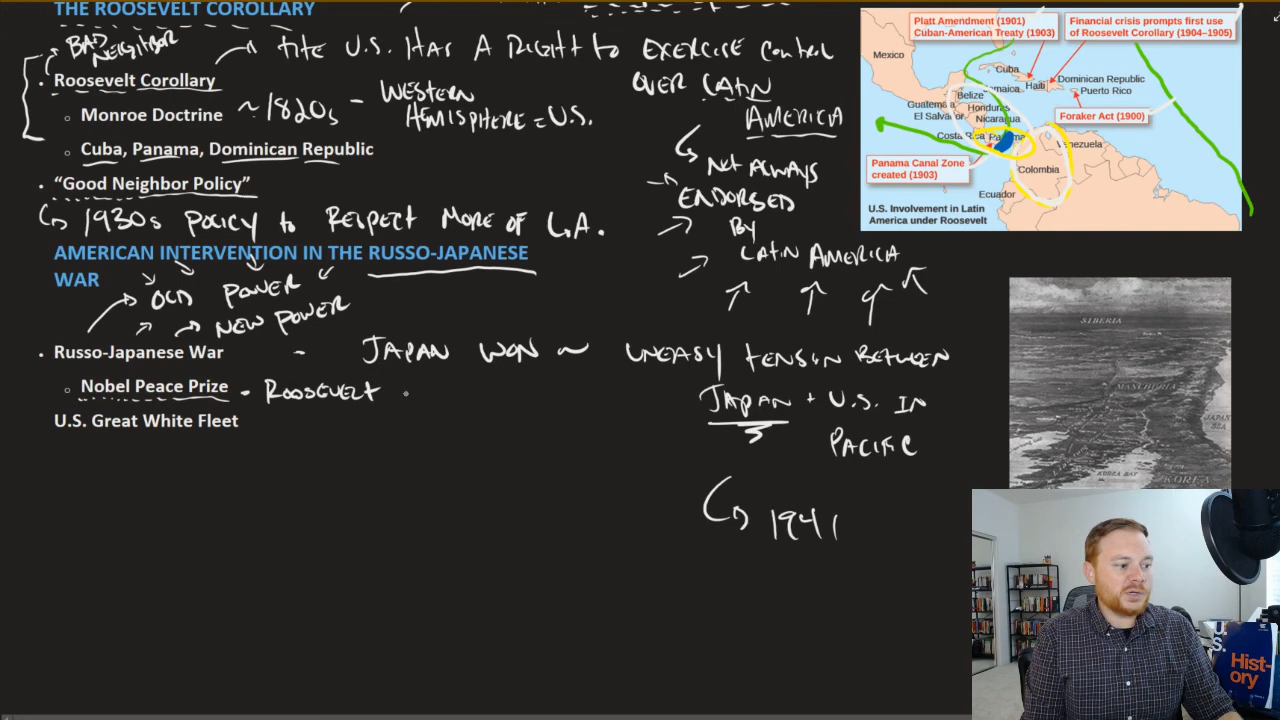 THE ROOSEVELT COROLLARY
BAD NEIGHBOR
THE U.S. HAS A RIGHT TO EXERCISE CONTROL
OVER LATIN
AMERICA
• Roosevelt Corollary
○ Monroe Doctrine ~ 1820s - WESTERN
HEMISPHERE = U.S.
○ Cuba, Panama, Dominican Republic
NOT ALWAYS
ENDORSED
BY
LATIN AMERICA
• “Good Neighbor Policy”
1930s POLICY TO RESPECT MORE OF L.A.
AMERICAN INTERVENTION IN THE RUSSO-JAPANESE
WAR
OLD POWER
NEW POWER
• Russo-Japanese War - JAPAN WON ~ UNEASY TENSION BETWEEN
JAPAN + U.S. IN
PACIFIC
1941
○ Nobel Peace Prize - ROOSEVELT
U.S. Great White Fleet
Platt Amendment (1901)
Cuban-American Treaty (1903)
Financial crisis prompts first use
of Roosevelt Corollary (1904–1905)
Mexico
Cuba
Haiti
Dominican Republic
Puerto Rico
Jamaica
Belize
Guatemala
Honduras
El Salvador
Nicaragua
Foraker Act (1900)
Costa Rica
Panama
Venezuela
Panama Canal Zone
created (1903)
Colombia
Ecuador
U.S. Involvement in Latin
America under Roosevelt
SIBERIA
MANCHURIA
JAPAN
SEA
KOREA BAY
KOREA
U.S.
Hist-
ory